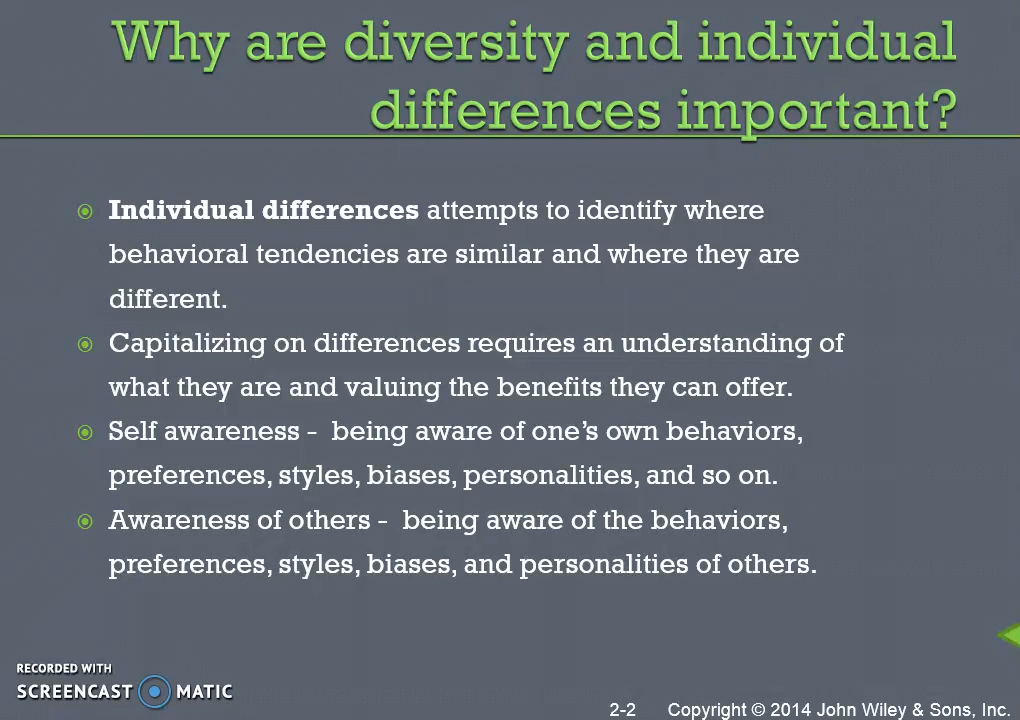 Why are diversity and individual
differences important?
Individual differences attempts to identify where
behavioral tendencies are similar and where they are
different.
Capitalizing on differences requires an understanding of
what they are and valuing the benefits they can offer.
Self awareness - being aware of one's own behaviors,
preferences, styles, biases, personalities, and so on.
Awareness of others - being aware of the behaviors,
preferences, styles, biases, and personalities of others.
RECORDED WITH
SCREENCAST MATIC
2-2 Copyright © 2014 John Wiley & Sons, Inc.